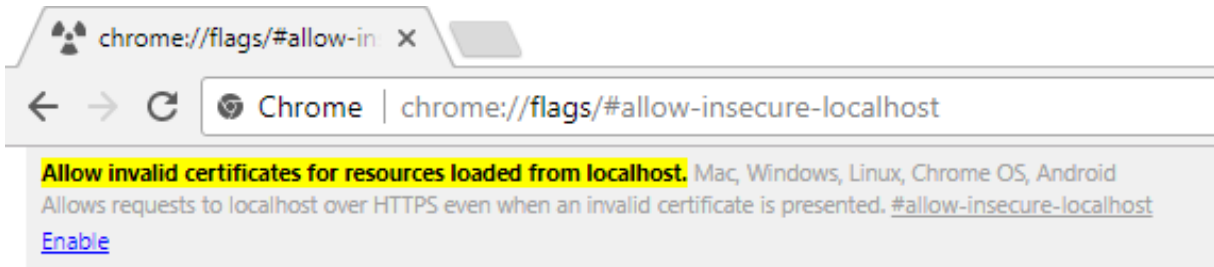 chrome://flags/#allow-in
Chrome chrome://flags/#allow-insecure-localhost
Allow invalid certificates for resources loaded from localhost. Mac, Windows, Linux, Chrome OS, Android
Allows requests to localhost over HTTPS even when an invalid certificate is presented. #allow-insecure-localhost
Enable